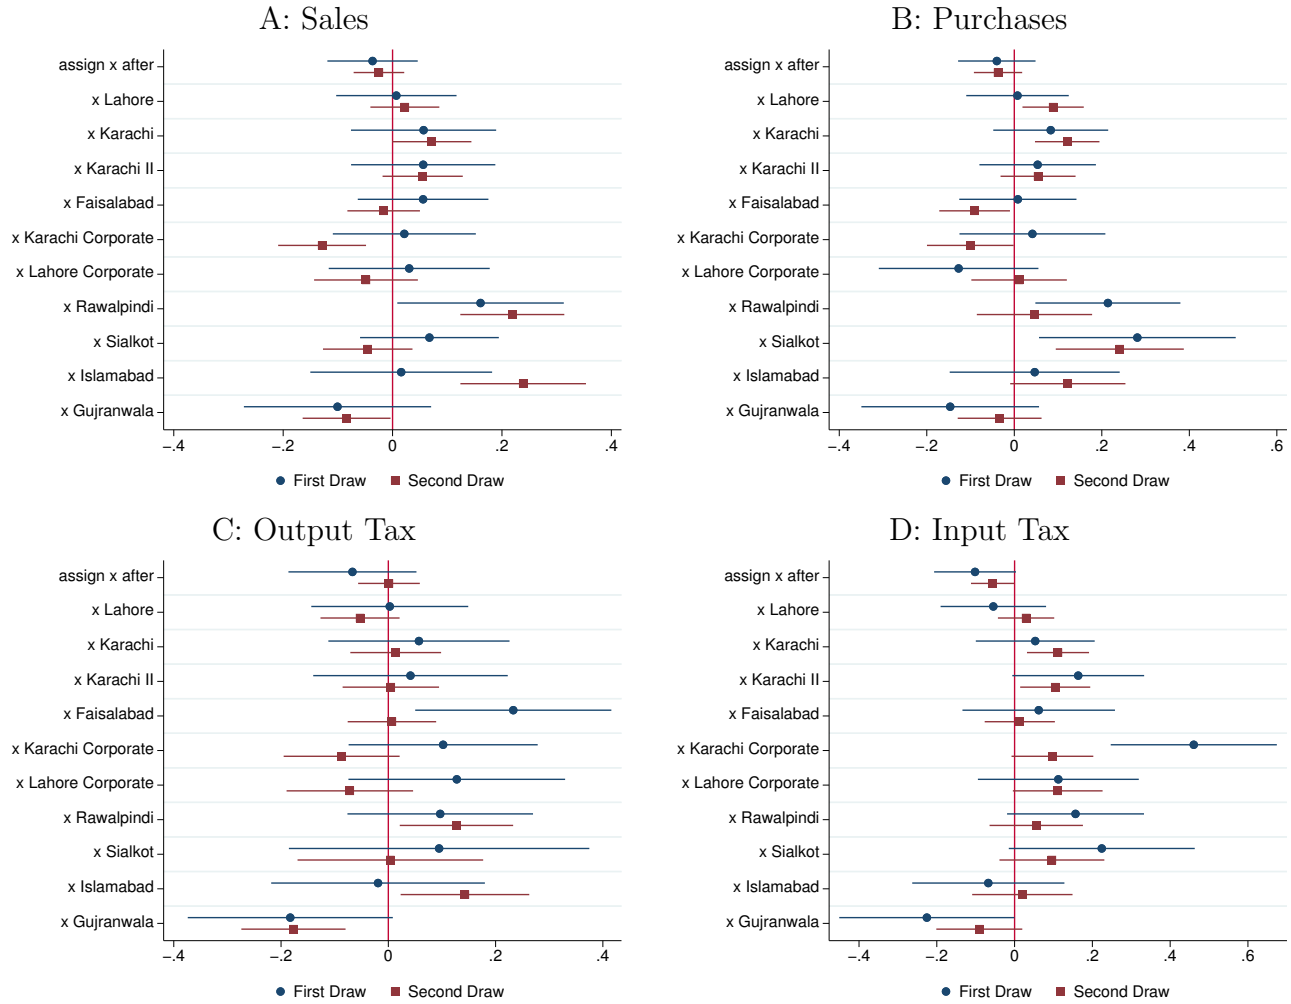 A: Sales
assign x after
x Lahore
x Karachi
x Karachi II
x Faisalabad
x Karachi Corporate
x Lahore Corporate
x Rawalpindi
x Sialkot
x Islamabad
x Gujranwala
−.4 −.2 0 .2 .4
First Draw Second Draw
B: Purchases
assign x after
x Lahore
x Karachi
x Karachi II
x Faisalabad
x Karachi Corporate
x Lahore Corporate
x Rawalpindi
x Sialkot
x Islamabad
x Gujranwala
−.4 −.2 0 .2 .4 .6
First Draw Second Draw
C: Output Tax
assign x after
x Lahore
x Karachi
x Karachi II
x Faisalabad
x Karachi Corporate
x Lahore Corporate
x Rawalpindi
x Sialkot
x Islamabad
x Gujranwala
−.4 −.2 0 .2 .4
First Draw Second Draw
D: Input Tax
assign x after
x Lahore
x Karachi
x Karachi II
x Faisalabad
x Karachi Corporate
x Lahore Corporate
x Rawalpindi
x Sialkot
x Islamabad
x Gujranwala
−.4 −.2 0 .2 .4 .6
First Draw Second Draw